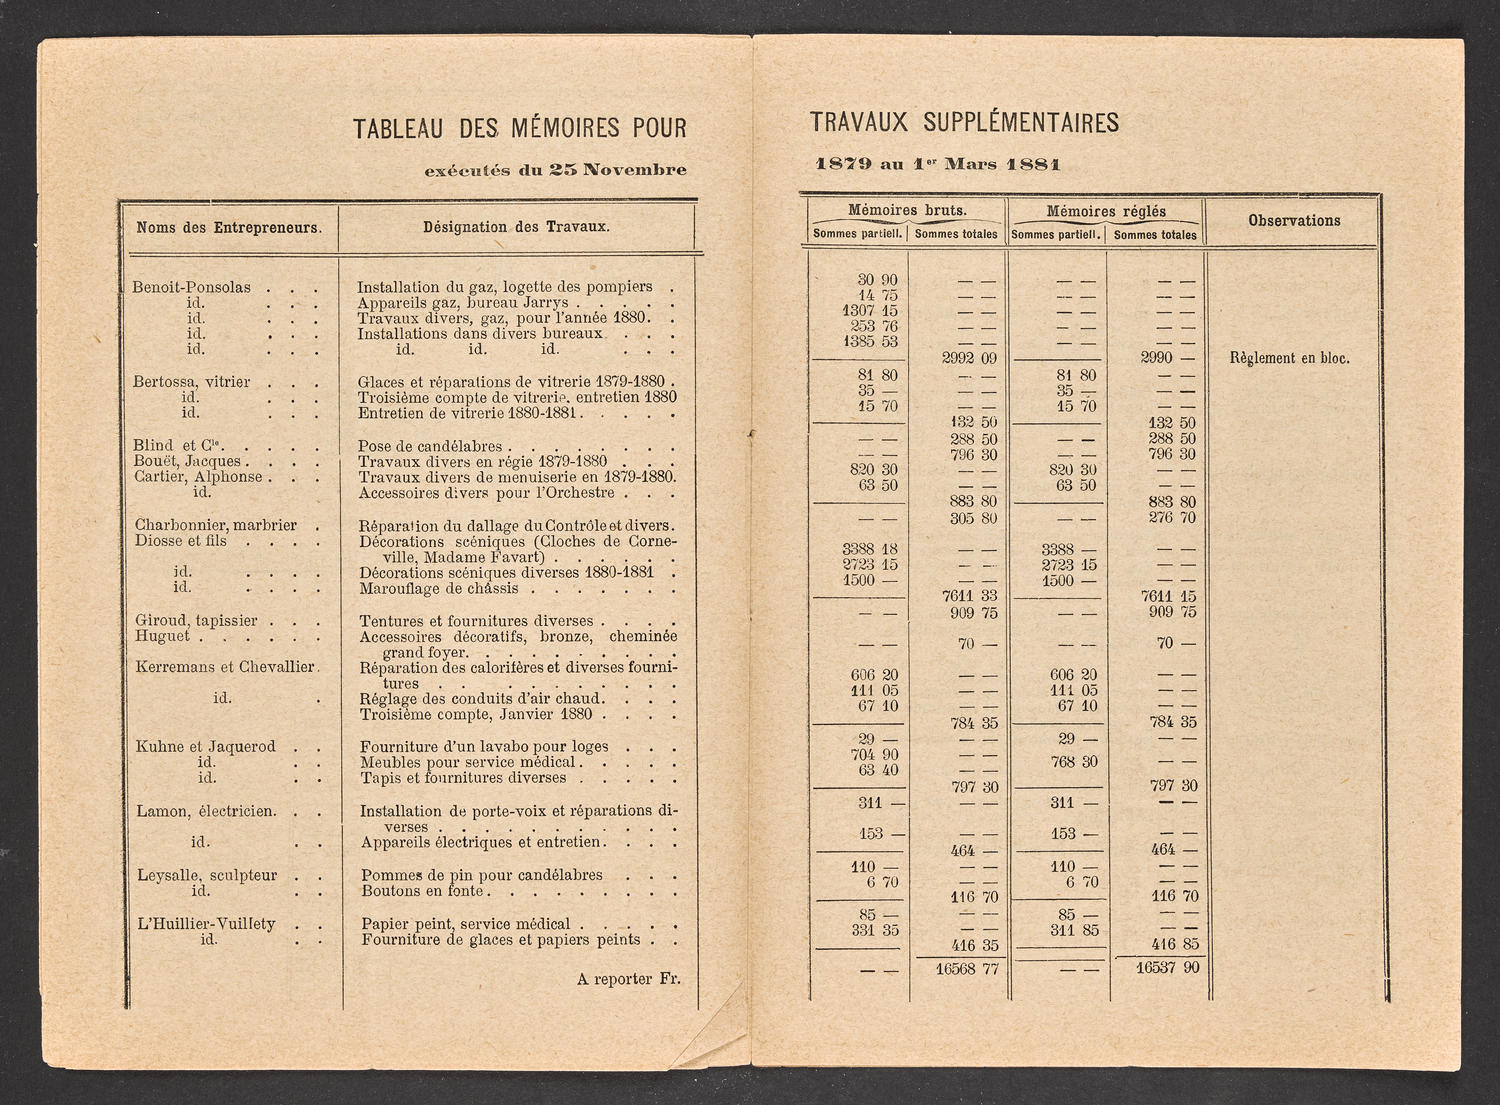 TABLEAU DES MÉMOIRES POUR
exécutés du 25 Novembre
Noms des Entrepreneurs. Désignation des Travaux.
Benoit-Ponsolas . . . Installation du gaz, logette des pompiers .
id. . . . Appareils gaz, bureau Jarrys . . . . .
id. . . . Travaux divers, gaz, pour l'année 1880. .
id. . . . Installations dans divers bureaux . . . .
id. . . . id. id. id. . . .
Bertossa, vitrier . . . Glaces et réparations de vitrerie 1879-1880 .
id. . . . Troisième compte de vitrerie, entretien 1880
id. . . . Entretien de vitrerie 1880-1881. . . . . .
Blind et Cie. . . . . Pose de candélabres . . . . . . . .
Bouët, Jacques . . . . Travaux divers en régie 1879-1880 . . .
Cartier, Alphonse . . . Travaux divers de menuiserie en 1879-1880.
id. Accessoires divers pour l'Orchestre . . .
Charbonnier, marbrier . Réparation du dallage du Contrôle et divers.
Diosse et fils . . . . Décorations scéniques (Cloches de Corne-
ville, Madame Favart) . . . . . .
id. . . . . Décorations scéniques diverses 1880-1881 .
id. . . . . Marouflage de châssis . . . . . . .
Giroud, tapissier . . . Tentures et fournitures diverses . . . .
Huguet . . . . . . Accessoires décoratifs, bronze, cheminée
grand foyer. . . . . . . . . .
Kerremans et Chevallier. Réparation des calorifères et diverses fourni-
tures . . . . . . . . . .
id. . Réglage des conduits d'air chaud. . . .
Troisième compte, Janvier 1880 . . . .
Kuhne et Jaquerod . . Fourniture d'un lavabo pour loges . . .
id. . . Meubles pour service médical . . . . .
id. . . Tapis et fournitures diverses . . . . .
Lamon, électricien. . . Installation de porte-voix et réparations di-
verses . . . . . . . . . .
id. . . Appareils électriques et entretien. . . .
Leysalle, sculpteur . . Pommes de pin pour candélabres . . .
id. . . Boutons en fonte . . . . . . . . .
L'Huillier-Vuillety . . Papier peint, service médical . . . . .
id. . . Fourniture de glaces et papiers peints . .
A reporter Fr.
TRAVAUX SUPPLÉMENTAIRES
1879 au 1er Mars 1881
Mémoires bruts. Mémoires réglés Observations
Sommes partiell. Sommes totales Sommes partiell. Sommes totales
30 90 — — — — — —
14 75 — — — — — —
1307 15 — — — — — —
253 76 — — — — — —
1385 53 — — — — — —
2992 09 2990 — Règlement en bloc.
81 80 — — 81 80 — —
35 — — — 35 — — —
15 70 — — 15 70 — —
132 50 132 50
— — 288 50 — — 288 50
— — 796 30 796 30
820 30 — — 820 30 — —
63 50 — — 63 50 — —
883 80 883 80
— — 305 80 — — 276 70
3388 18 — — 3388 — — —
2723 15 — — 2723 15 — —
1500 — — — 1500 — — —
7611 33 7611 15
— — 909 75 — — 909 75
— — 70 — — — 70 —
606 20 — — 606 20 — —
111 05 — — 111 05 — —
67 10 — — 67 10 — —
784 35 784 35
29 — — — 29 — — —
704 90 — —
768 30
63 40 — —
797 30 797 30
311 — — — 311 — — —
153 — — — 153 — — —
464 — 464 —
110 — — — 110 — — —
6 70 — — 6 70 — —
116 70 116 70
85 — — — 85 — — —
331 35 — — 311 85 — —
416 35 416 85
— — 16568 77 — — 16537 90